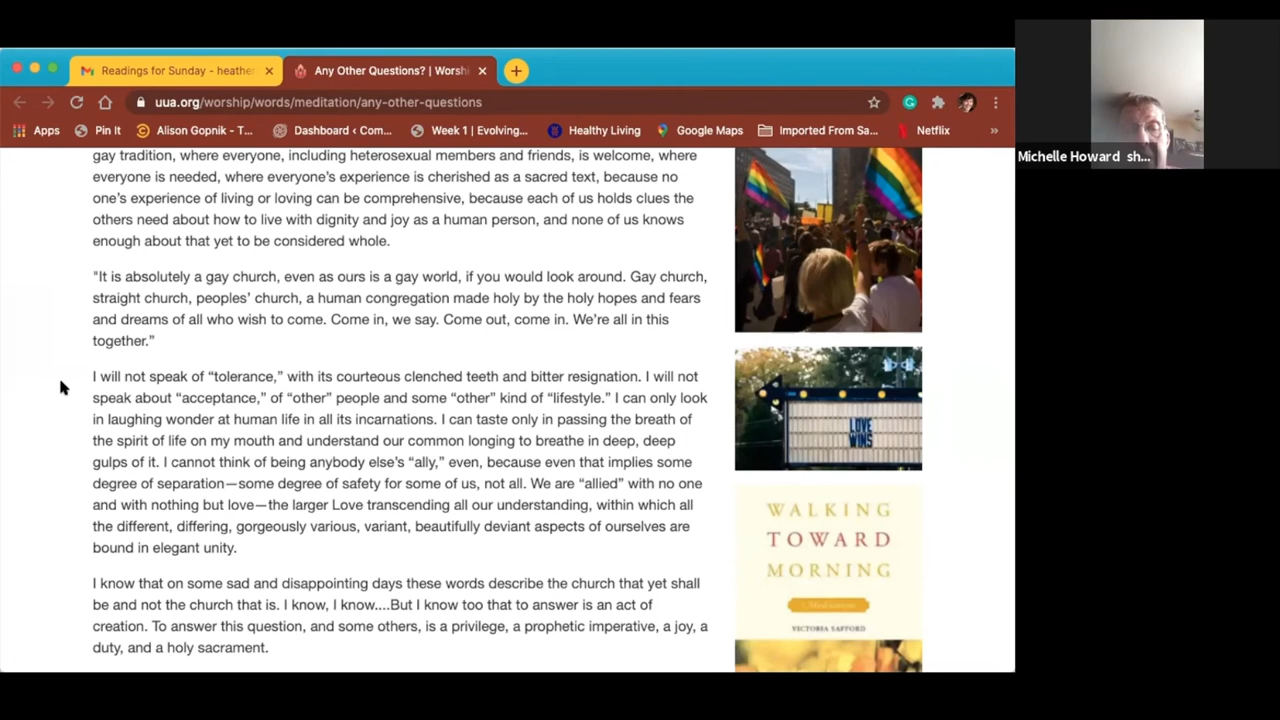 Readings for Sunday - heathe
Any Other Questions? | Worsh
uua.org/worship/words/meditation/any-other-questions
Apps
Pin It
Alison Gopnik - T...
Dashboard ‹ Com...
Week 1 | Evolving...
Healthy Living
Google Maps
Imported From Sa...
Netflix
»
Michelle Howard sh...
gay tradition, where everyone, including heterosexual members and friends, is welcome, where
everyone is needed, where everyone’s experience is cherished as a sacred text, because no
one’s experience of living or loving can be comprehensive, because each of us holds clues the
others need about how to live with dignity and joy as a human person, and none of us knows
enough about that yet to be considered whole.
"It is absolutely a gay church, even as ours is a gay world, if you would look around. Gay church,
straight church, peoples’ church, a human congregation made holy by the holy hopes and fears
and dreams of all who wish to come. Come in, we say. Come out, come in. We’re all in this
together.”
I will not speak of “tolerance,” with its courteous clenched teeth and bitter resignation. I will not
speak about “acceptance,” of “other” people and some “other” kind of “lifestyle.” I can only look
in laughing wonder at human life in all its incarnations. I can taste only in passing the breath of
the spirit of life on my mouth and understand our common longing to breathe in deep, deep
gulps of it. I cannot think of being anybody else’s “ally,” even, because even that implies some
degree of separation—some degree of safety for some of us, not all. We are “allied” with no one
and with nothing but love—the larger Love transcending all our understanding, within which all
the different, differing, gorgeously various, variant, beautifully deviant aspects of ourselves are
bound in elegant unity.
I know that on some sad and disappointing days these words describe the church that yet shall
be and not the church that is. I know, I know....But I know too that to answer is an act of
creation. To answer this question, and some others, is a privilege, a prophetic imperative, a joy, a
duty, and a holy sacrament.
LOVE
WINS
WALKING
TOWARD
MORNING
Meditations
VICTORIA SAFFORD